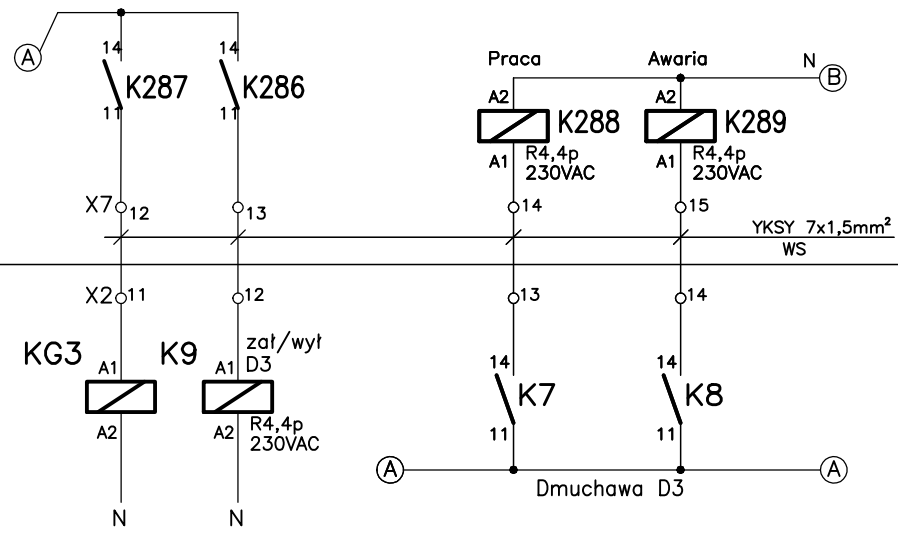 A
14
K287
11
14
K286
11
Praca
Awaria
N
B
A2
K288
A1
R4,4p
230VAC
A2
K289
A1
R4,4p
230VAC
X7
12
13
14
15
YKSY 7x1,5mm²
WS
X2
11
12
13
14
KG3
A1
A2
N
K9
A1
zał/wył
D3
A2
R4,4p
230VAC
N
14
K7
11
14
K8
11
A
A
Dmuchawa D3